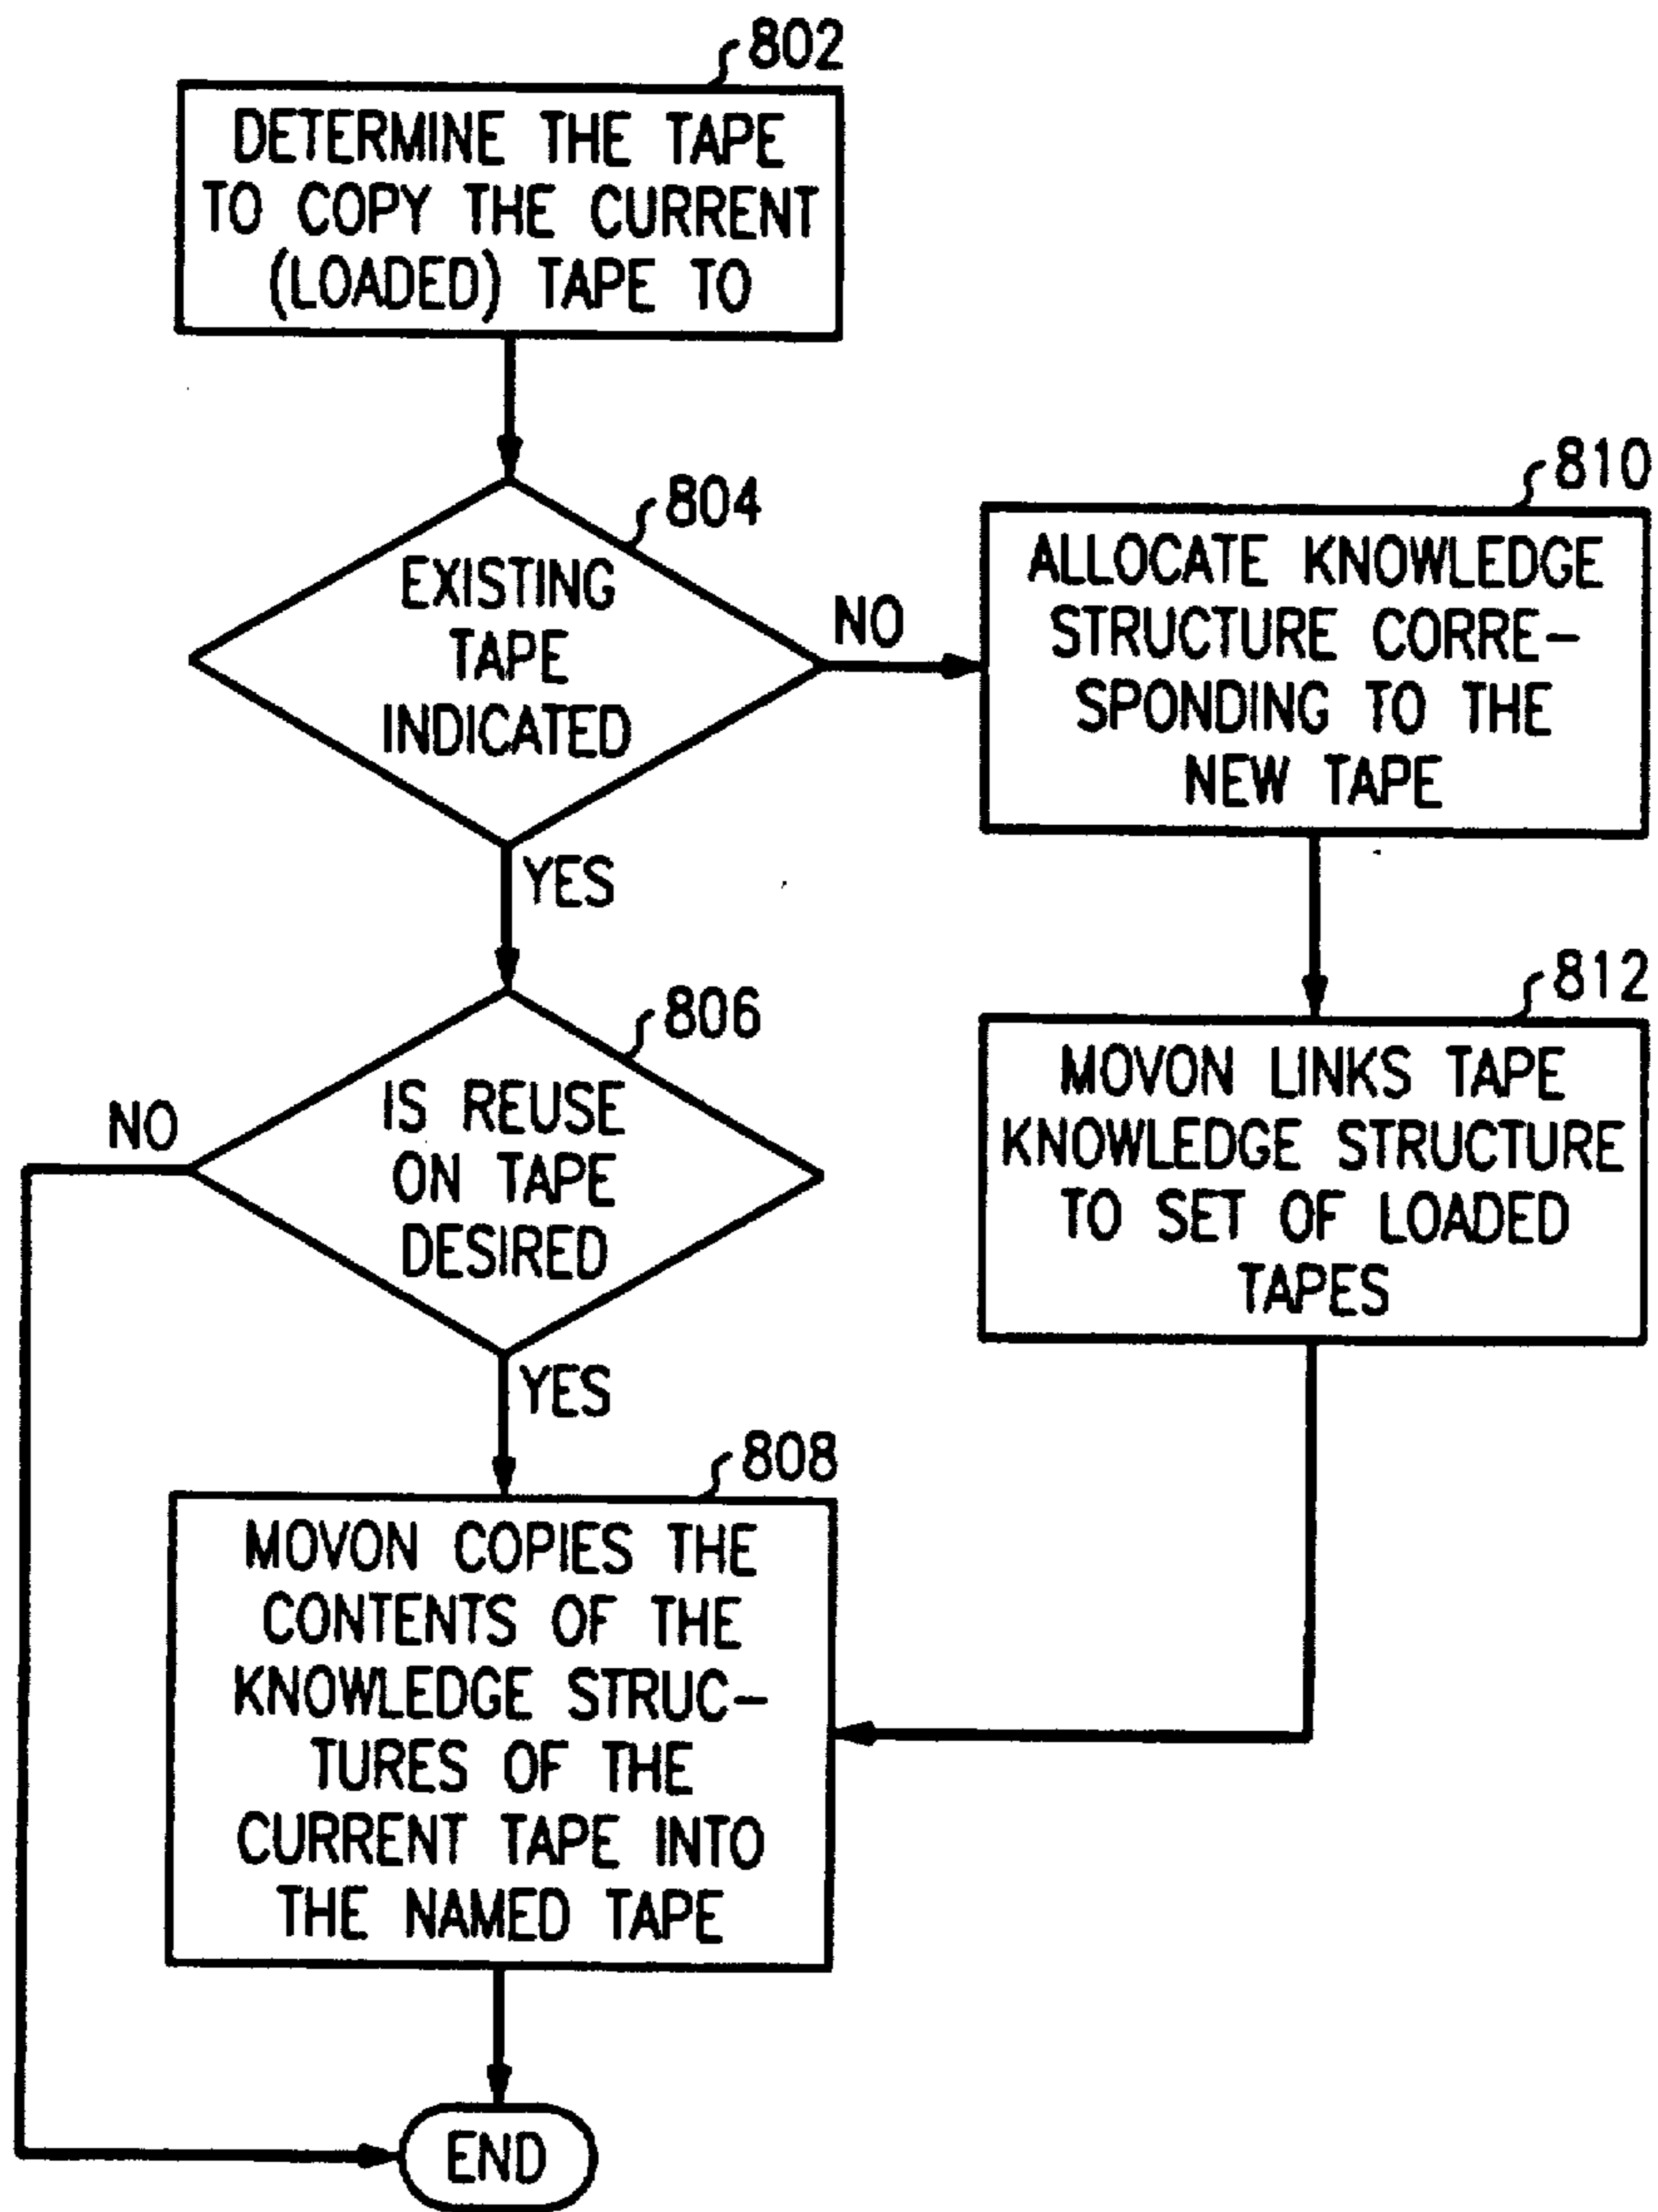 802
DETERMINE THE TAPE
TO COPY THE CURRENT
(LOADED) TAPE TO
804
EXISTING
TAPE
INDICATED
NO
YES
810
ALLOCATE KNOWLEDGE
STRUCTURE CORRE-
SPONDING TO THE
NEW TAPE
812
MOVON LINKS TAPE
KNOWLEDGE STRUCTURE
TO SET OF LOADED
TAPES
806
IS REUSE
ON TAPE
DESIRED
NO
YES
808
MOVON COPIES THE
CONTENTS OF THE
KNOWLEDGE STRUC-
TURES OF THE
CURRENT TAPE INTO
THE NAMED TAPE
END